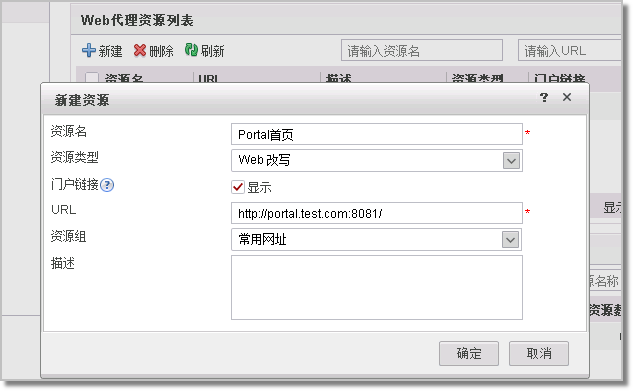 Web代理资源列表
新建 删除 刷新 请输入资源名 请输入URL
资源名 URL 描述 资源类型 门户链接
新建资源 ? ×
资源名 Portal首页 *
资源类型 Web 改写
门户链接 ? 显示
显示
URL http://portal.test.com:8081/ *
资源组 常用网址
描述
源名称
资源数
确定 取消